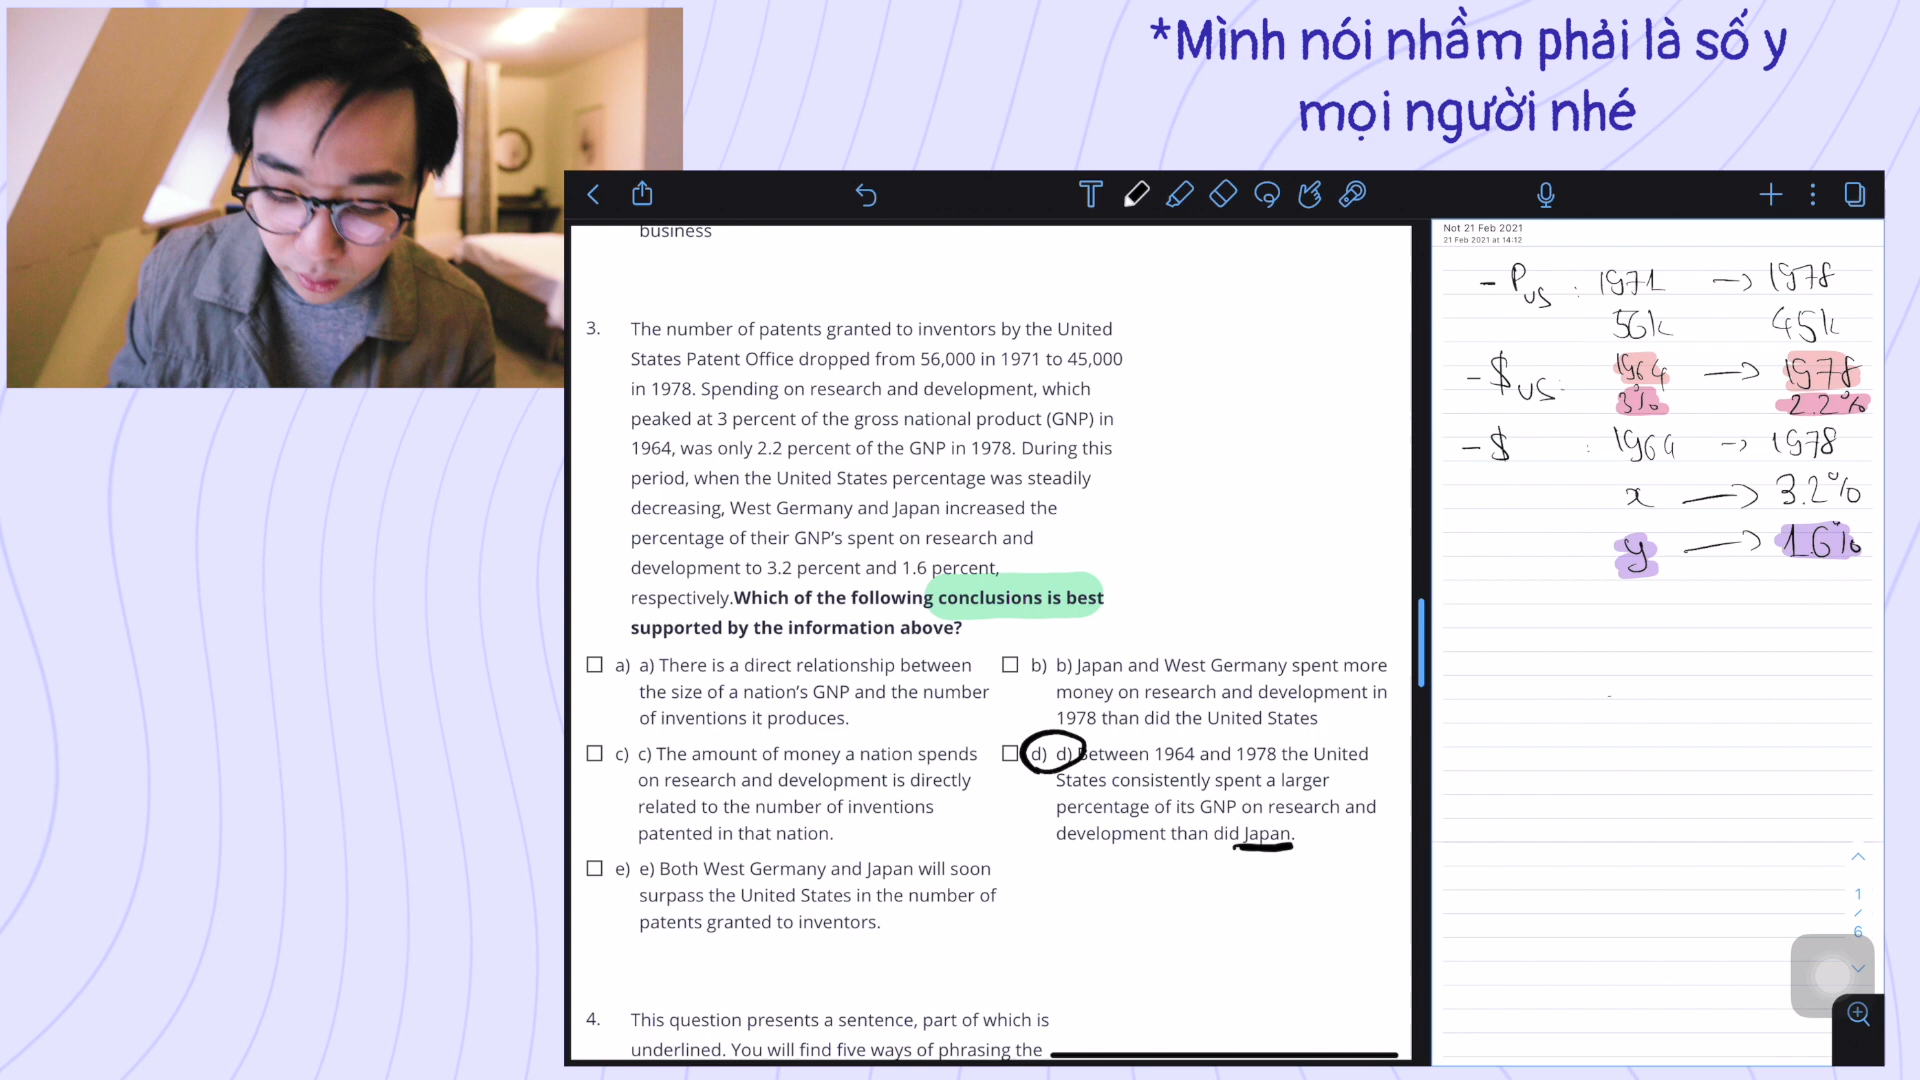 *Mình nói nhầm phải là số y
mọi người nhé
business
3. The number of patents granted to inventors by the United
States Patent Office dropped from 56,000 in 1971 to 45,000
in 1978. Spending on research and development, which
peaked at 3 percent of the gross national product (GNP) in
1964, was only 2.2 percent of the GNP in 1978. During this
period, when the United States percentage was steadily
decreasing, West Germany and Japan increased the
percentage of their GNP's spent on research and
development to 3.2 percent and 1.6 percent,
respectively.Which of the following conclusions is best
supported by the information above?
a) a) There is a direct relationship between
the size of a nation's GNP and the number
of inventions it produces.
b) b) Japan and West Germany spent more
money on research and development in
1978 than did the United States
c) c) The amount of money a nation spends
on research and development is directly
related to the number of inventions
patented in that nation.
d) d) Between 1964 and 1978 the United
States consistently spent a larger
percentage of its GNP on research and
development than did Japan.
e) e) Both West Germany and Japan will soon
surpass the United States in the number of
patents granted to inventors.
4. This question presents a sentence, part of which is
underlined. You will find five ways of phrasing the
Not 21 Feb 2021
21 Feb 2021 at 14:12
- P US : 1971 → 1978
56k 45k
- $ US : 1964 → 1978
3% 2.2%
- $ : 1964 → 1978
x → 3.2%
y → 1.6%
1
/
6